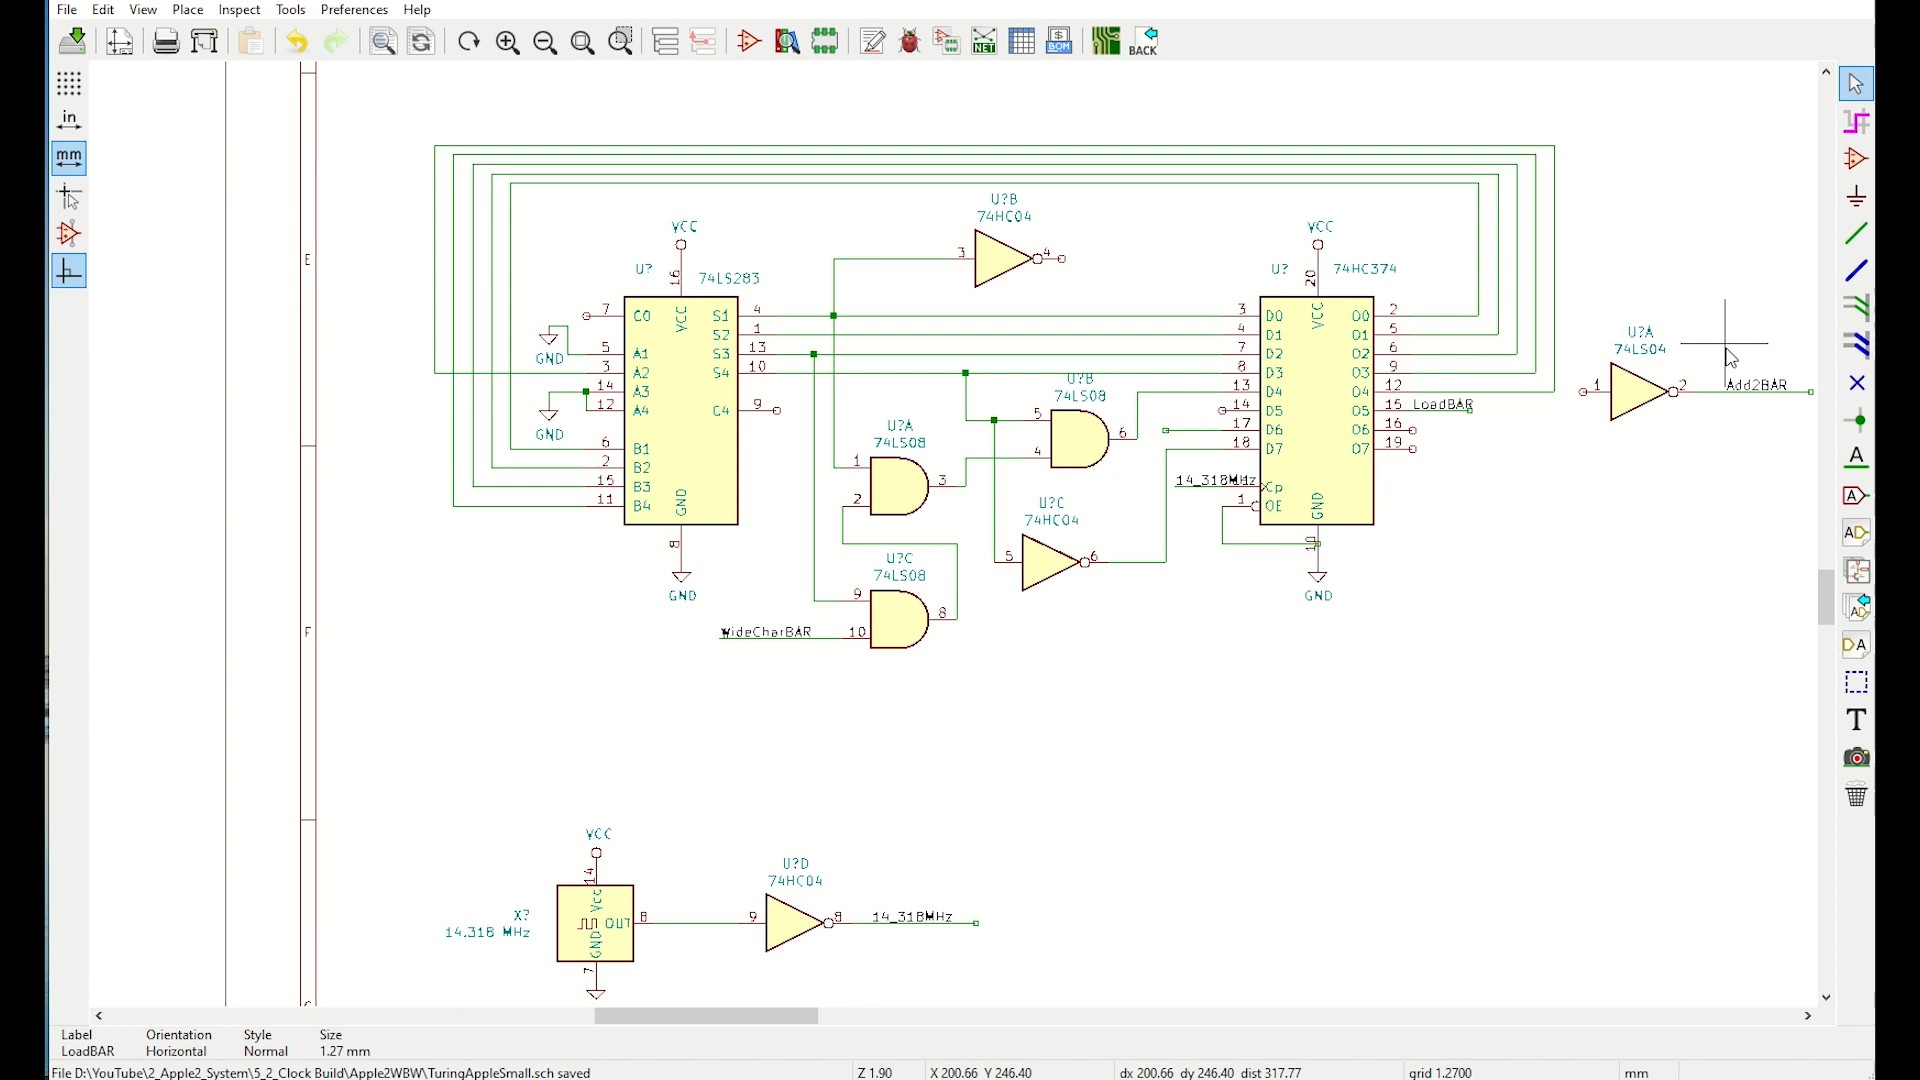 File Edit View Place Inspect Tools Preferences Help
NET
BOM
BACK
in
mm
E
F
U?B
74HC04
3
4
VCC
16
U?
74LS283
7
5
3
14
12
6
2
15
11
C0
A1
A2
A3
A4
B1
B2
B3
B4
VCC
GND
S1
S2
S3
S4
C4
4
1
13
10
9
8
GND
GND
GND
U?A
74LS08
1
2
3
U?B
74LS08
5
4
6
U?C
74HC04
5
6
U?C
74LS08
9
10
8
WideCharBAR
VCC
20
U?
74HC374
3
4
7
8
13
14
17
18
1
D0
D1
D2
D3
D4
D5
D6
D7
Cp
OE
VCC
GND
O0
O1
O2
O3
O4
O5
O6
O7
2
5
6
9
12
15
16
19
LoadBAR
14_318MHz
10
GND
U?A
74LS04
1
2
Add2BAR
VCC
14
X?
14.318 MHz
Vcc
OUT
GND
8
7
U?D
74HC04
9
8
14_318MHz
A
A
AD
AD
DA
T
Label Orientation Style Size
LoadBAR Horizontal Normal 1.27 mm
File D:\YouTube\2_Apple2_System\5_2_Clock Build\Apple2WBW\TuringAppleSmall.sch saved Z 1.90 X 200.66 Y 246.40 dx 200.66 dy 246.40 dist 317.77 grid 1.2700 mm